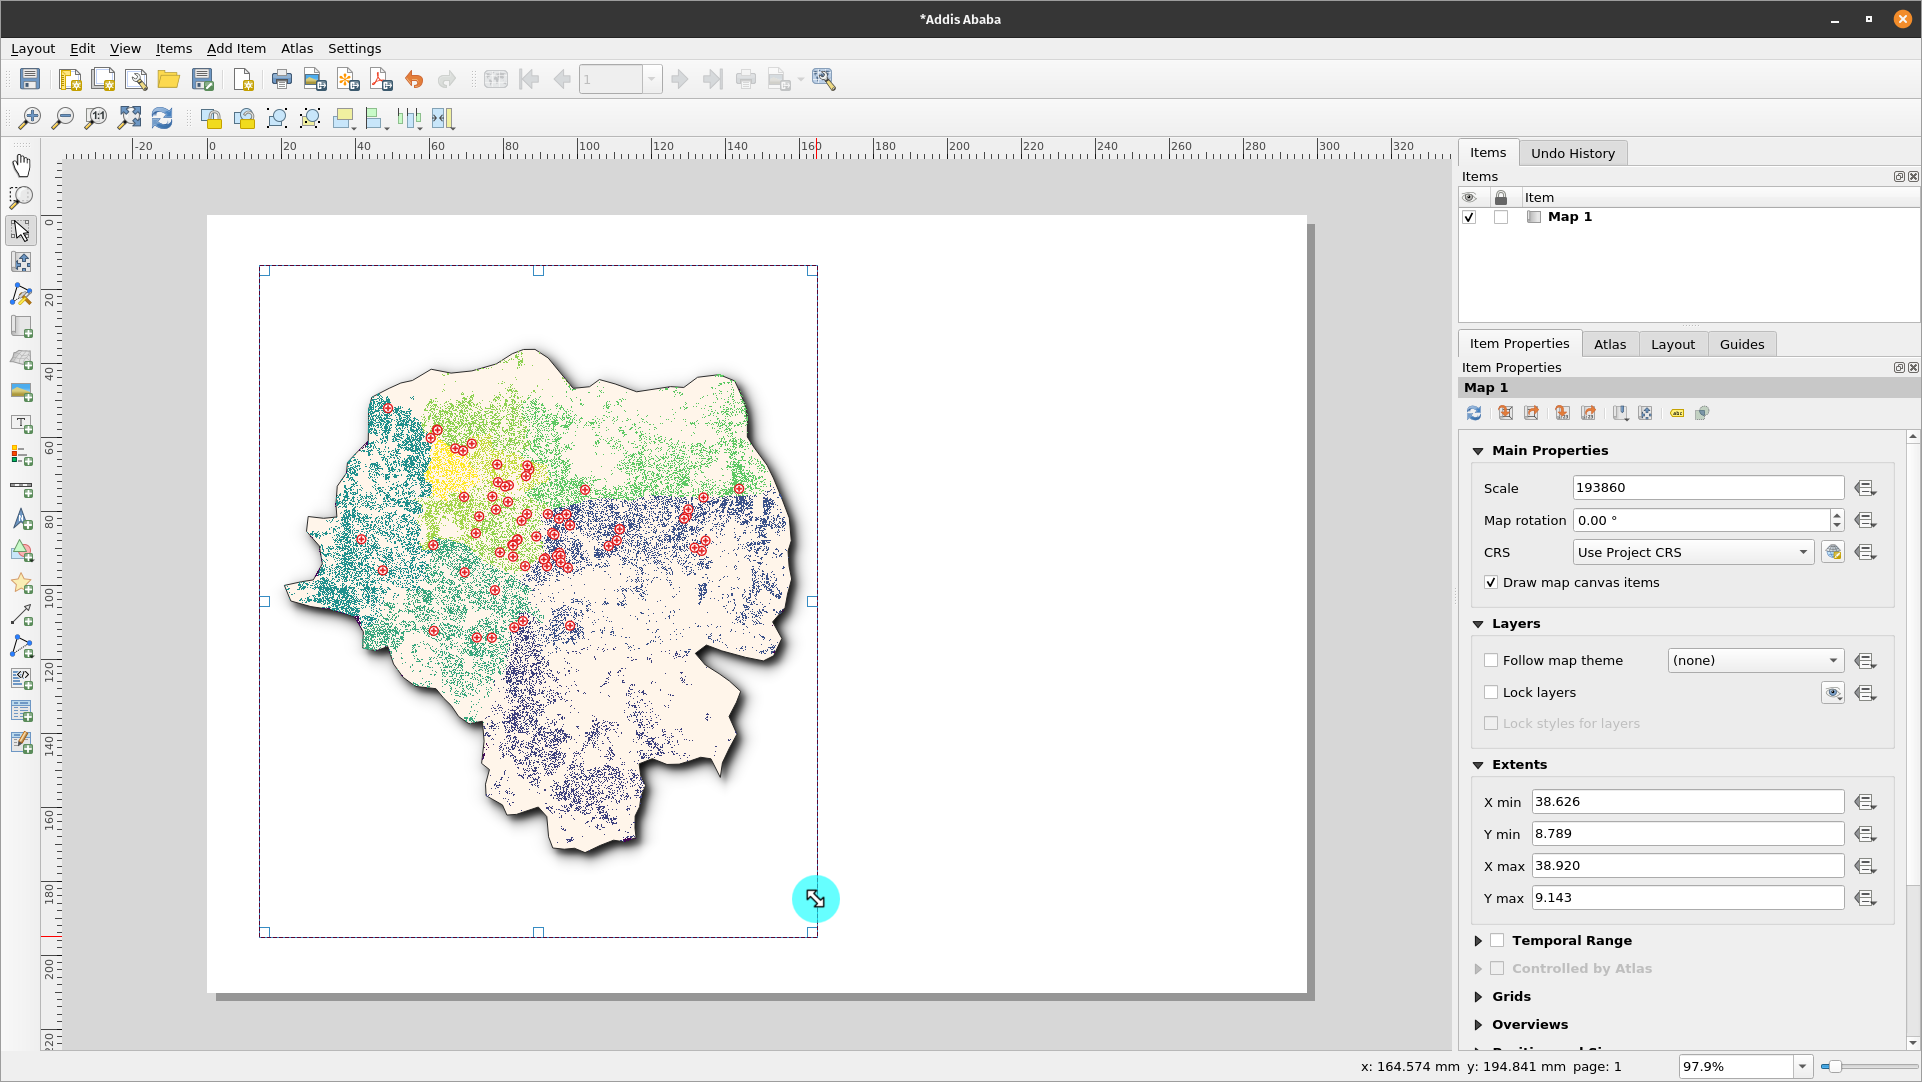 *Addis Ababa
Layout Edit View Items Add Item Atlas Settings
1
1:1
-20 0 20 40 60 80 100 120 140 160 180 200 220 240 260 280 300 320
0
20
40
60
80
100
120
140
160
180
200
220
Items Undo History
Items
Item
Map 1
Item Properties Atlas Layout Guides
Item Properties
Map 1
Main Properties
Scale 193860
Map rotation 0.00 °
CRS Use Project CRS
Draw map canvas items
Layers
Follow map theme (none)
Lock layers
Lock styles for layers
Extents
X min 38.626
Y min 8.789
X max 38.920
Y max 9.143
Temporal Range
Controlled by Atlas
Grids
Overviews
x: 164.574 mm y: 194.841 mm page: 1 97.9%